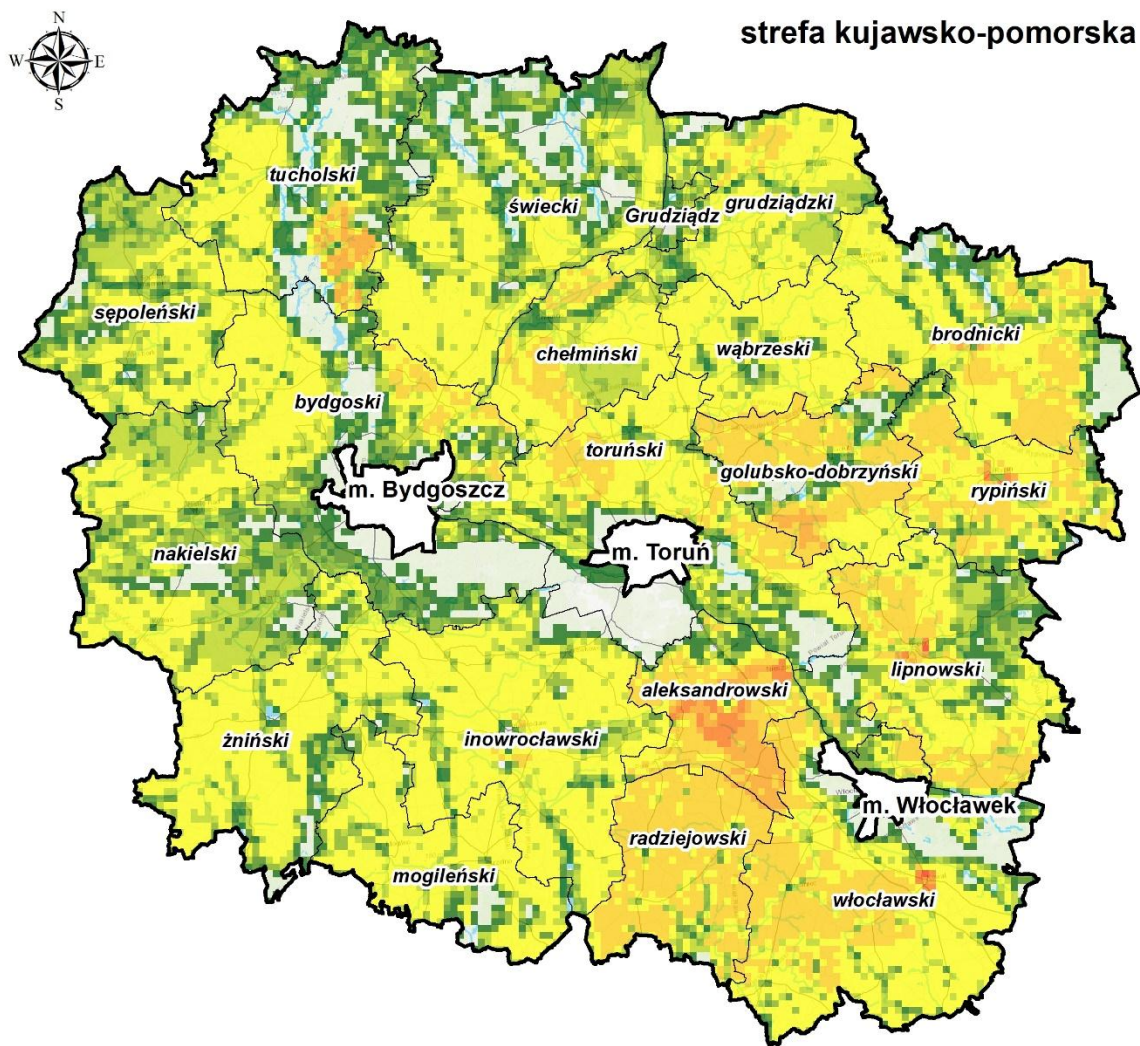 strefa kujawsko-pomorska
N
W
E
S
tucholski
świecki
Grudziądz
grudziądzki
sępoleński
brodnicki
chełmiński
wąbrzeski
bydgoski
toruński
golubsko-dobrzyński
rypiński
m. Bydgoszcz
nakielski
m. Toruń
lipnowski
aleksandrowski
żniński
inowrocławski
m. Włocławek
radziejowski
mogileński
włocławski